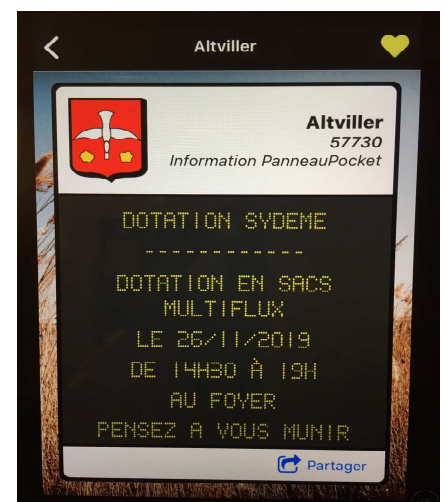 Altviller
Altviller
57730
Information PanneauPocket
DOTATION SYDEME
------------
DOTATION EN SACS
MULTIFLUX
LE 26/11/2019
DE 14H30 À 19H
AU FOYER
PENSEZ A VOUS MUNIR
Partager